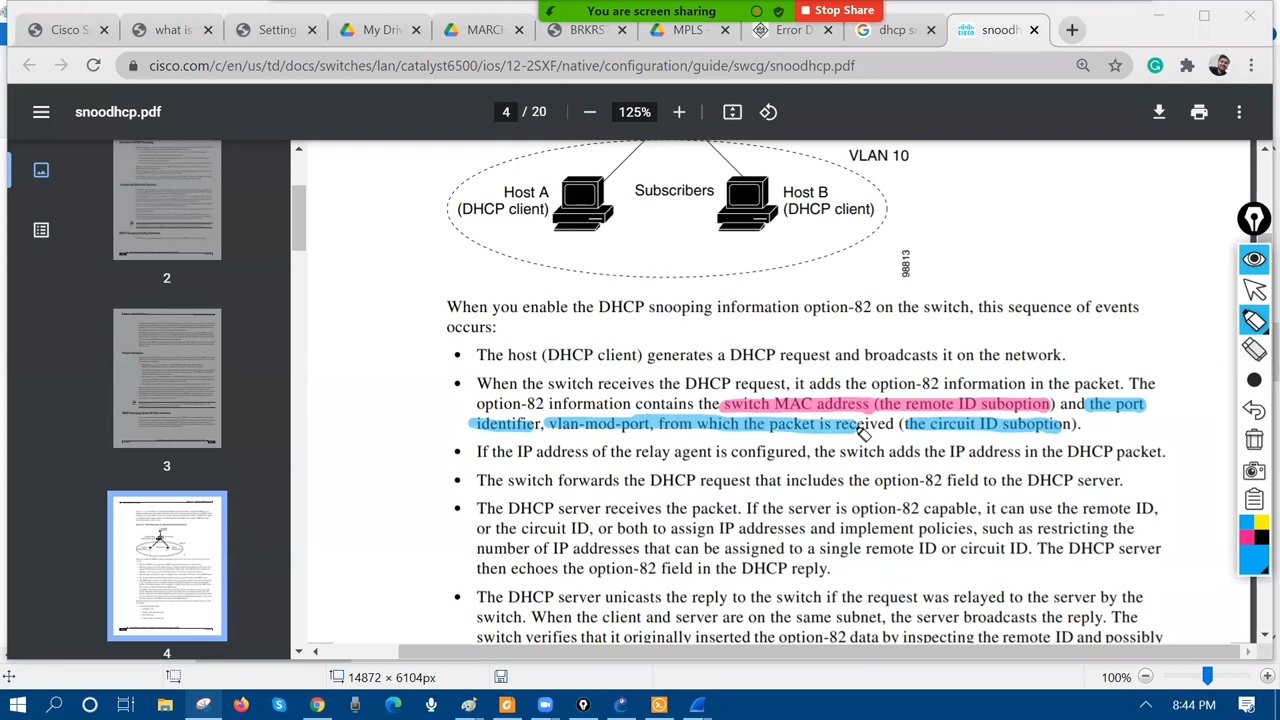 You are screen sharing
Stop Share
Cisco s
hat is
lting
My Dri
MARCH
BRKRST
MPLS-
Error D
dhcp s
snoodh
cisco.com/c/en/us/td/docs/switches/lan/catalyst6500/ios/12-2SXF/native/configuration/guide/swcg/snoodhcp.pdf
snoodhcp.pdf
4 / 20
125%
2
3
4
VLAN 10
Host A
(DHCP client)
Subscribers
Host B
(DHCP client)
98813
When you enable the DHCP snooping information option-82 on the switch, this sequence of events
occurs:
• The host (DHCP client) generates a DHCP request and broadcasts it on the network.
• When the switch receives the DHCP request, it adds the option-82 information in the packet. The
option-82 information contains the switch MAC address (the remote ID suboption) and the port
identifier, vlan-mod-port, from which the packet is received (the circuit ID suboption).
• If the IP address of the relay agent is configured, the switch adds the IP address in the DHCP packet.
• The switch forwards the DHCP request that includes the option-82 field to the DHCP server.
• The DHCP server receives the packet. If the server is option-82 capable, it can use the remote ID,
or the circuit ID, or both to assign IP addresses and implement policies, such as restricting the
number of IP addresses that can be assigned to a single remote ID or circuit ID. The DHCP server
then echoes the option-82 field in the DHCP reply.
• The DHCP server unicasts the reply to the switch if the request was relayed to the server by the
switch. When the client and server are on the same subnet, the server broadcasts the reply. The
switch verifies that it originally inserted the option-82 data by inspecting the remote ID and possibly
14872 × 6104px
100%
8:44 PM